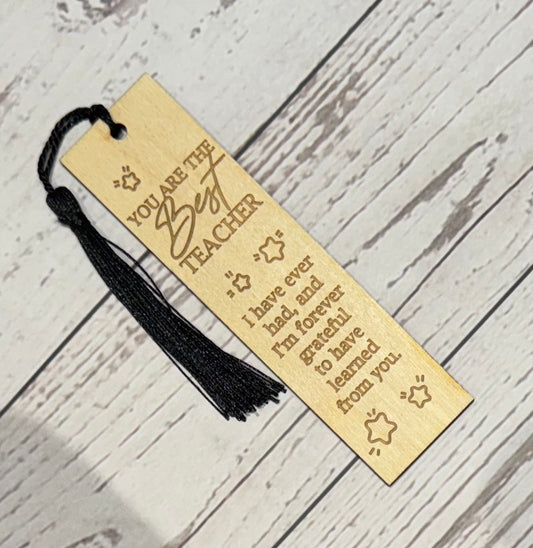 YOU ARE THE
Best
TEACHER
I have ever
had, and
I'm forever
grateful
to have
learned
from you.